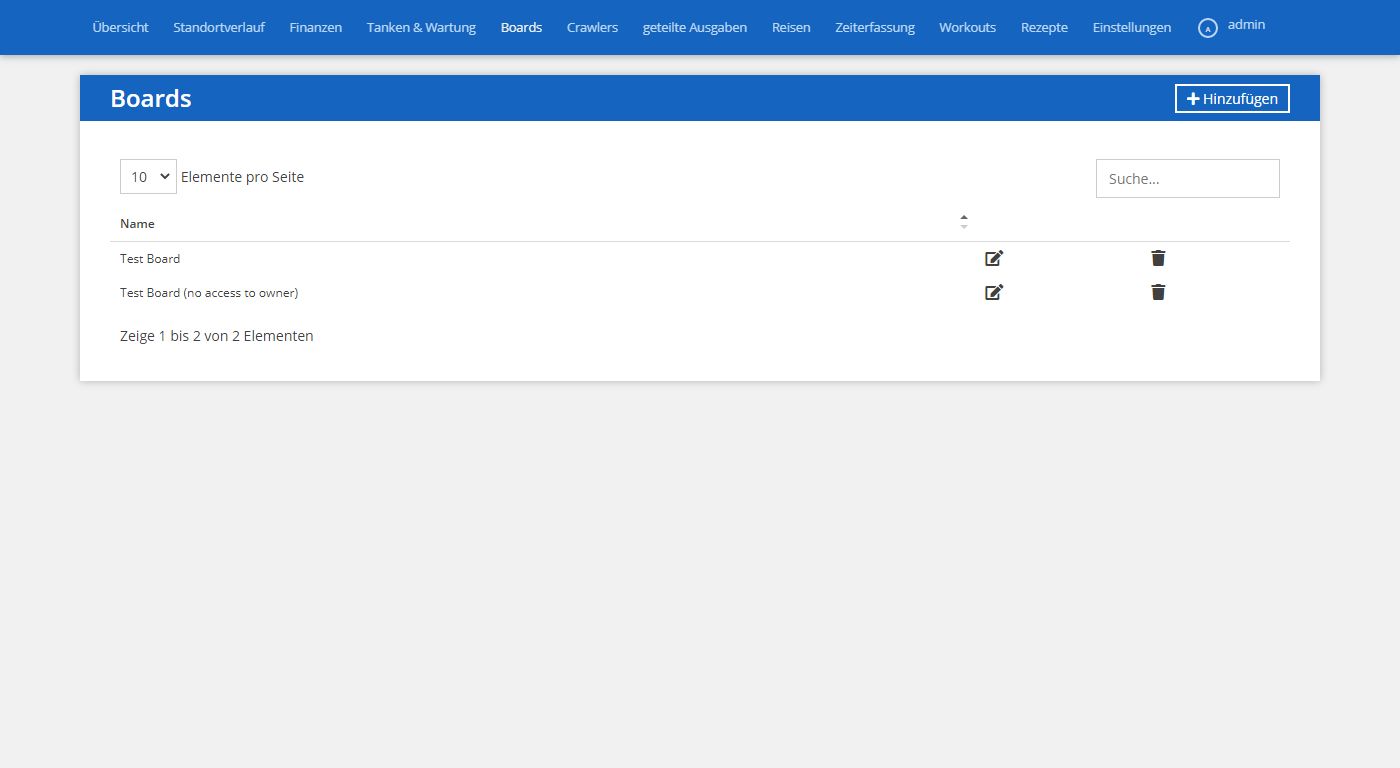 Übersicht Standortverlauf Finanzen Tanken & Wartung Boards Crawlers geteilte Ausgaben Reisen Zeiterfassung Workouts Rezepte Einstellungen A admin
Boards Hinzufügen
10 Elemente pro Seite Suche...
Name
Test Board
Test Board (no access to owner)
Zeige 1 bis 2 von 2 Elementen